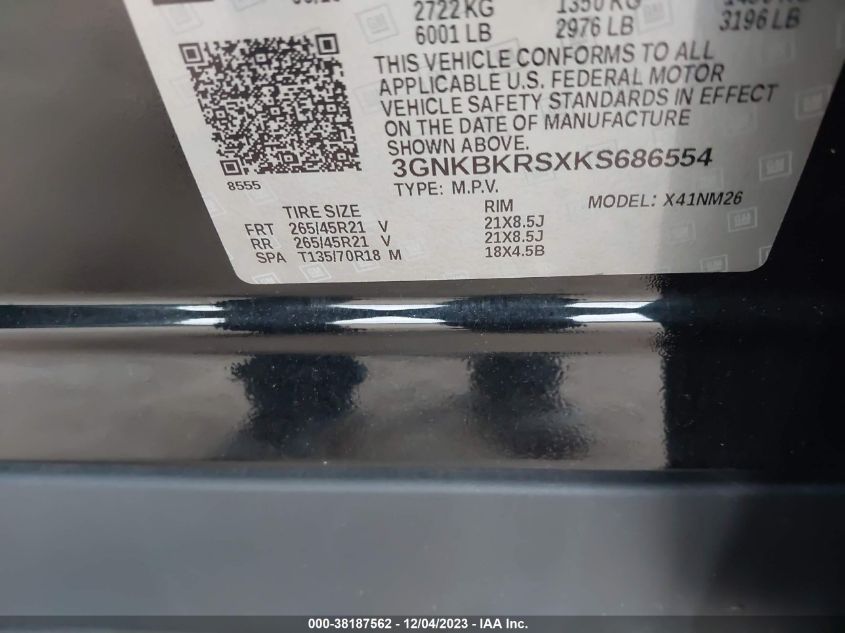 2722 KG 1350 KG
6001 LB 2976 LB 3196 LB
THIS VEHICLE CONFORMS TO ALL
APPLICABLE U.S. FEDERAL MOTOR
VEHICLE SAFETY STANDARDS IN EFFECT
ON THE DATE OF MANUFACTURE
SHOWN ABOVE.
3GNKBKRSXKS686554
8555
TYPE: M.P.V. MODEL: X41NM26
TIRE SIZE RIM
FRT 265/45R21 V 21X8.5J
RR 265/45R21 V 21X8.5J
SPA T135/70R18 M 18X4.5B
000-38187562 - 12/04/2023 - IAA Inc.